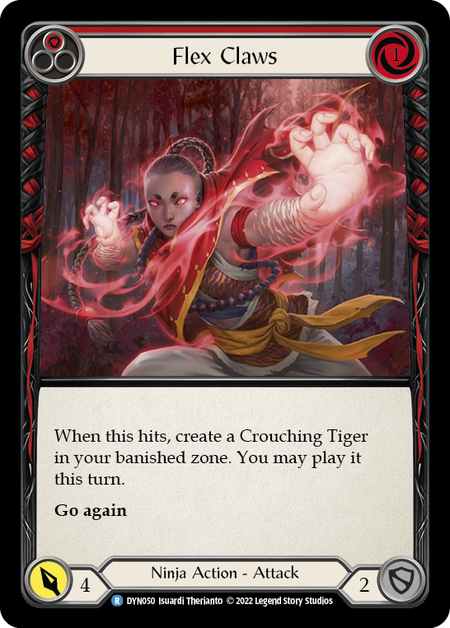 1
Flex Claws
When this hits, create a Crouching Tiger
in your banished zone. You may play it
this turn.
Go again
4
Ninja Action - Attack
2
R DYN050 Isuardi Therianto © 2022 Legend Story Studios